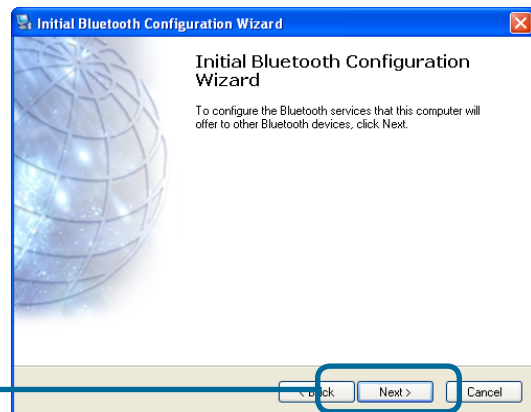 Initial Bluetooth Configuration Wizard
Initial Bluetooth Configuration
Wizard
To configure the Bluetooth services that this computer will
offer to other Bluetooth devices, click Next.
< Back Next > Cancel